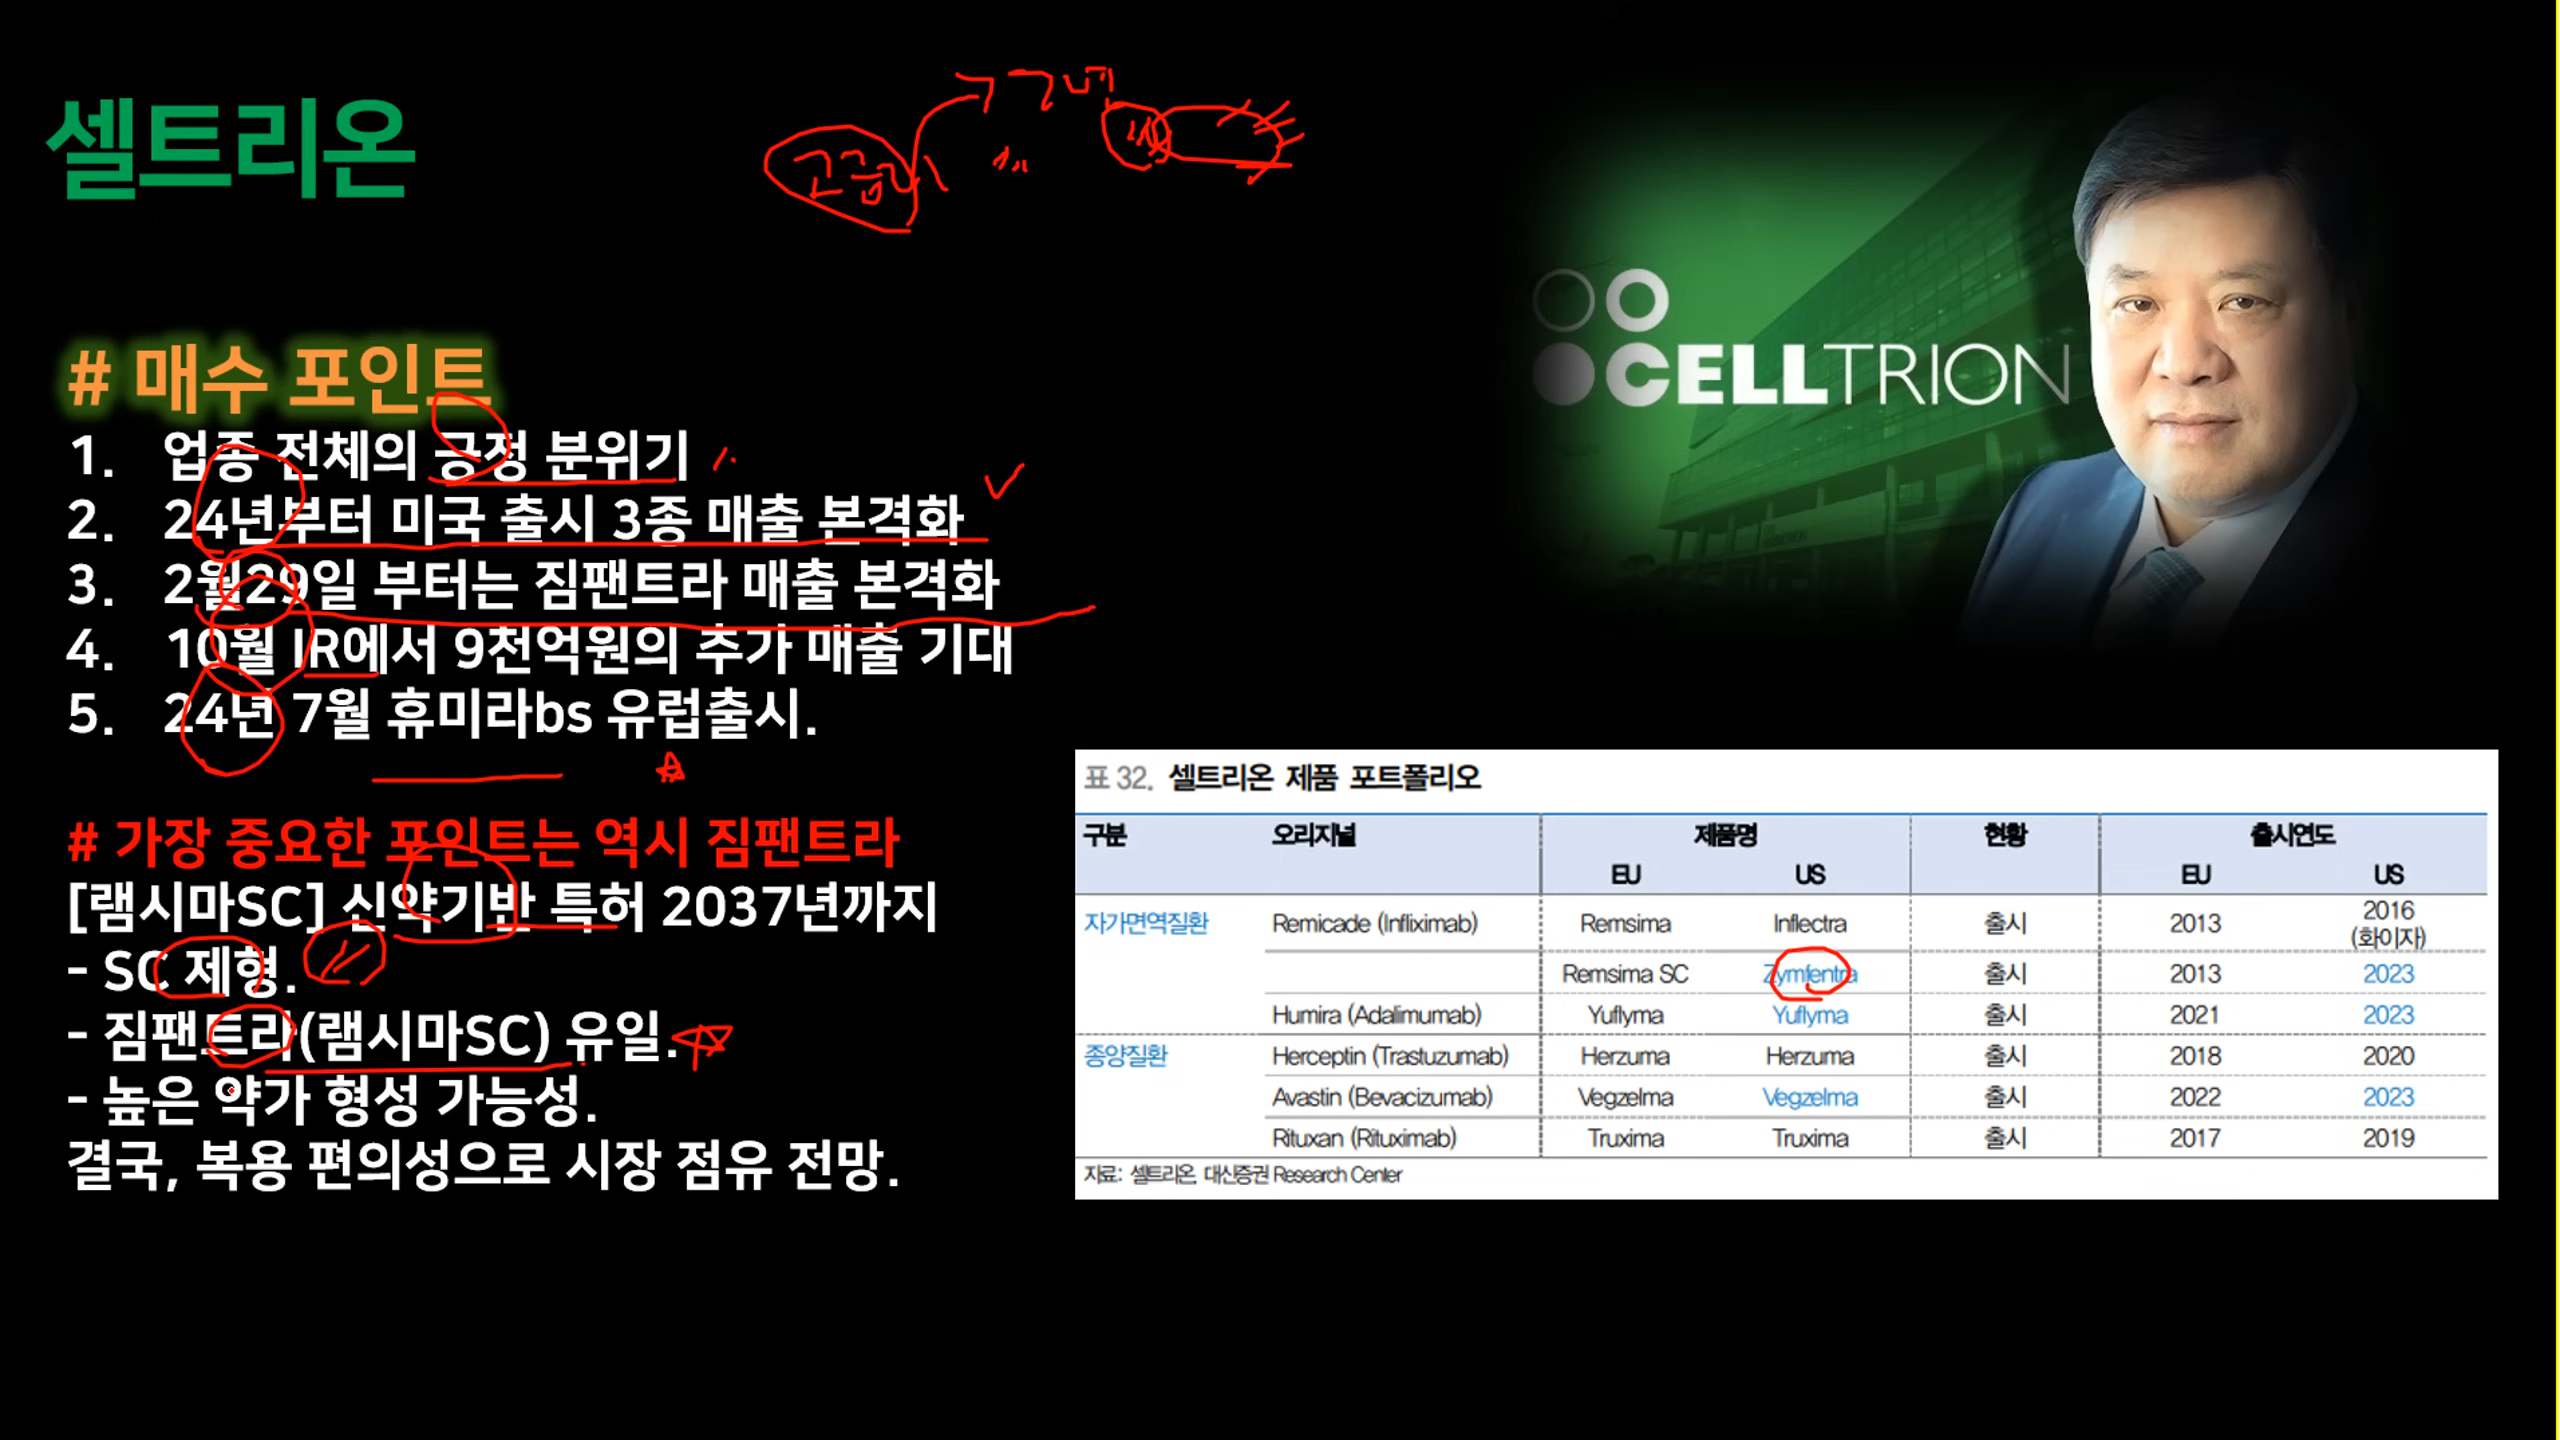 셀트리온
CELLTRION
# 매수 포인트
1. 업종 전체의 긍정 분위기
2. 24년부터 미국 출시 3종 매출 본격화
3. 2월29일 부터는 짐팬트라 매출 본격화
4. 10월 IR에서 9천억원의 추가 매출 기대
5. 24년 7월 휴미라bs 유럽출시.
# 가장 중요한 포인트는 역시 짐팬트라
[램시마SC] 신약기반 특허 2037년까지
- SC 제형.
- 짐팬트라(램시마SC) 유일.
- 높은 약가 형성 가능성.
결국, 복용 편의성으로 시장 점유 전망.
표 32. 셀트리온 제품 포트폴리오
구분 오리지널 제품명 현황 출시연도
EU US EU US
자가면역질환 Remicade (Infliximab) Remsima Inflectra 출시 2013 2016
(화이자)
Remsima SC Zymfentra 출시 2013 2023
Humira (Adalimumab) Yuflyma Yuflyma 출시 2021 2023
종양질환 Herceptin (Trastuzumab) Herzuma Herzuma 출시 2018 2020
Avastin (Bevacizumab) Vegzelma Vegzelma 출시 2022 2023
Rituxan (Rituximab) Truxima Truxima 출시 2017 2019
자료: 셀트리온, 대신증권 Research Center